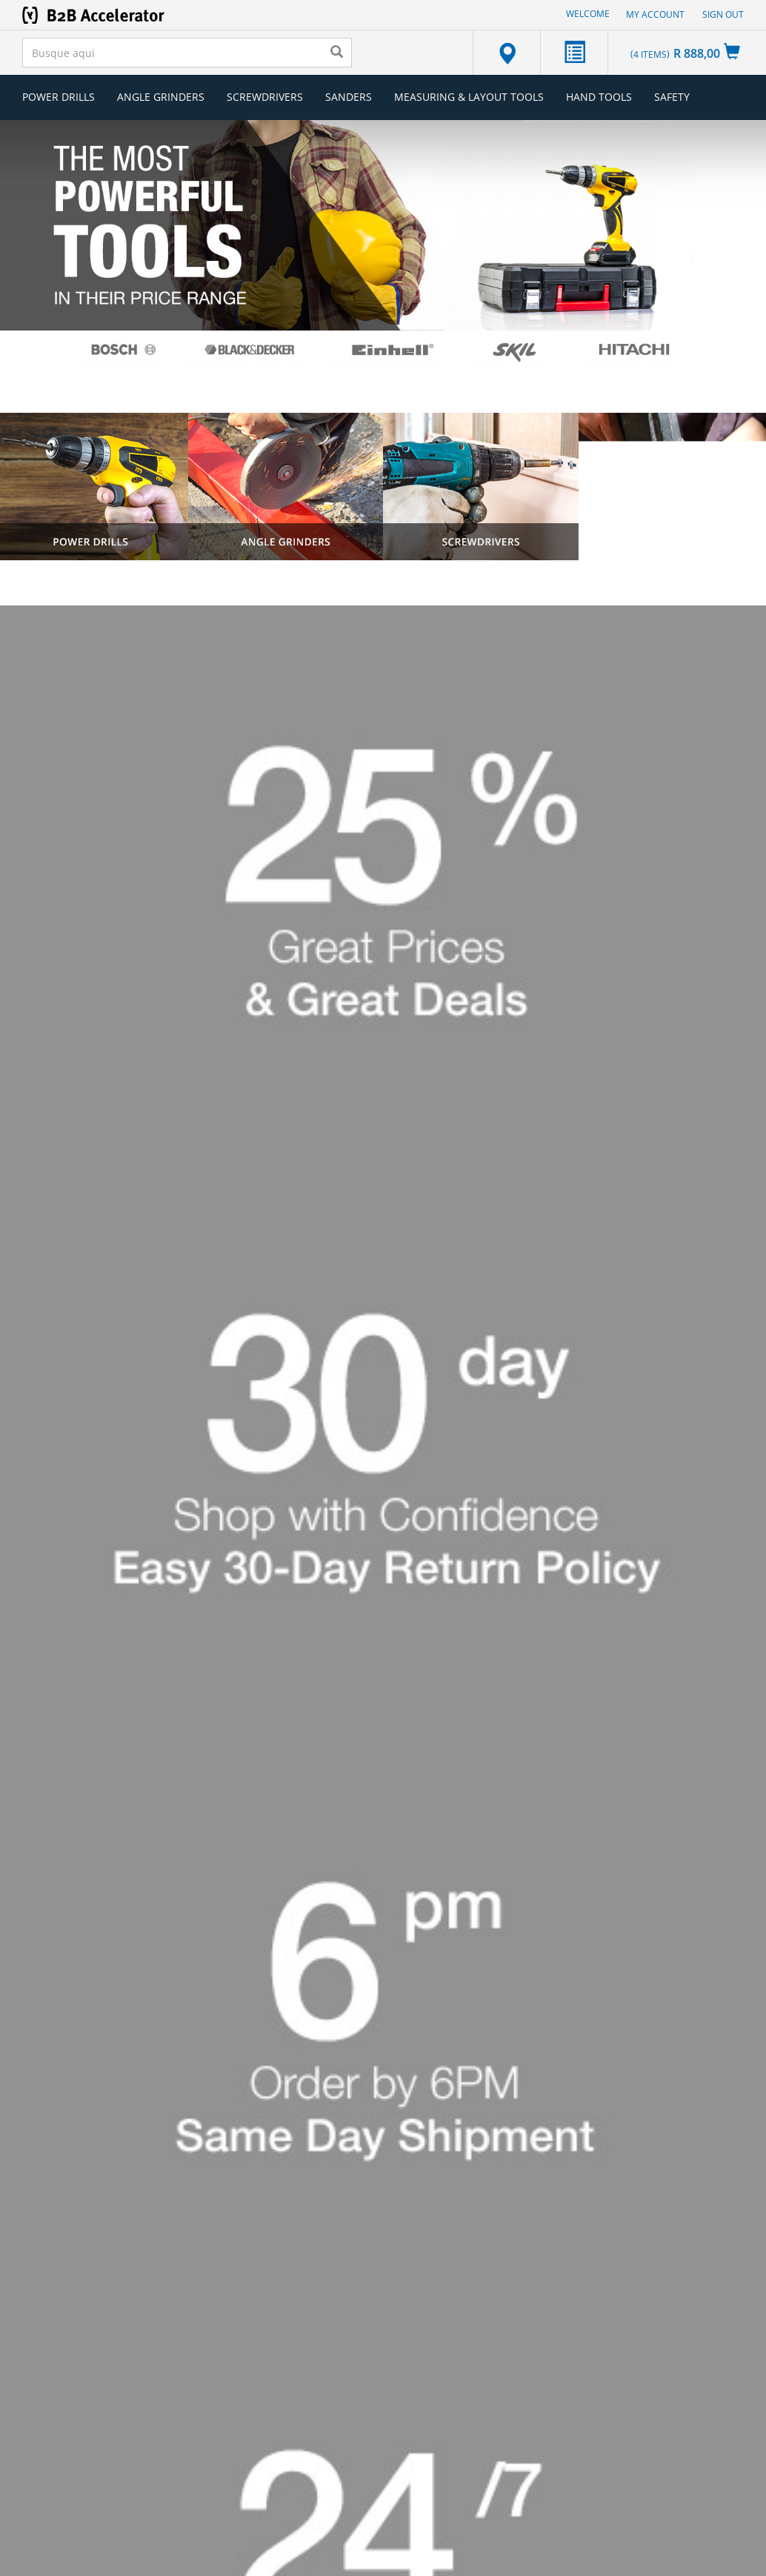 B2B Accelerator
WELCOME
MY ACCOUNT
SIGN OUT
Busque aqui
(4 ITEMS) R 888,00
POWER DRILLS
ANGLE GRINDERS
SCREWDRIVERS
SANDERS
MEASURING & LAYOUT TOOLS
HAND TOOLS
SAFETY
THE MOST
POWERFUL
TOOLS
IN THEIR PRICE RANGE
BOSCH
BLACK&DECKER
Einhell®
SKIL
HITACHI
POWER DRILLS
ANGLE GRINDERS
SCREWDRIVERS
25 %
Great Prices
& Great Deals
30 day
Shop with Confidence
Easy 30-Day Return Policy
6 pm
Order by 6PM
Same Day Shipment
24 /7